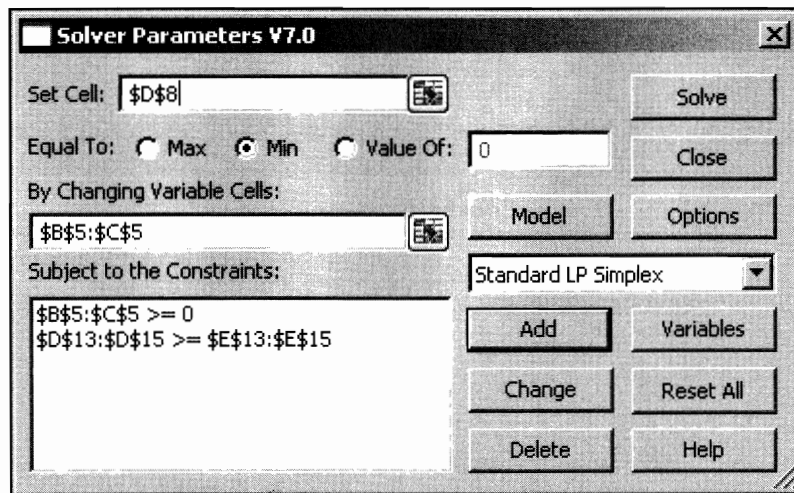 Solver Parameters V7.0
Set Cell: $D$8
Solve
Equal To: Max Min Value Of: 0
Close
By Changing Variable Cells:
$B$5:$C$5
Model
Options
Subject to the Constraints:
Standard LP Simplex
$B$5:$C$5 >= 0
$D$13:$D$15 >= $E$13:$E$15
Add
Variables
Change
Reset All
Delete
Help